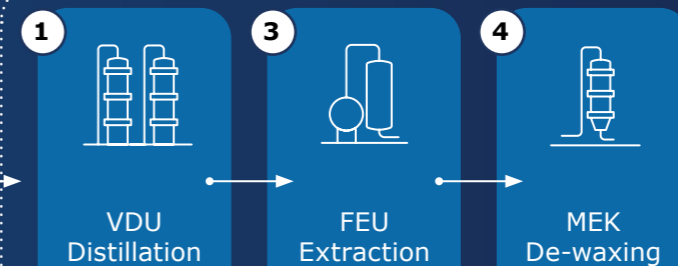 1
VDU
Distillation
3
FEU
Extraction
4
MEK
De-waxing